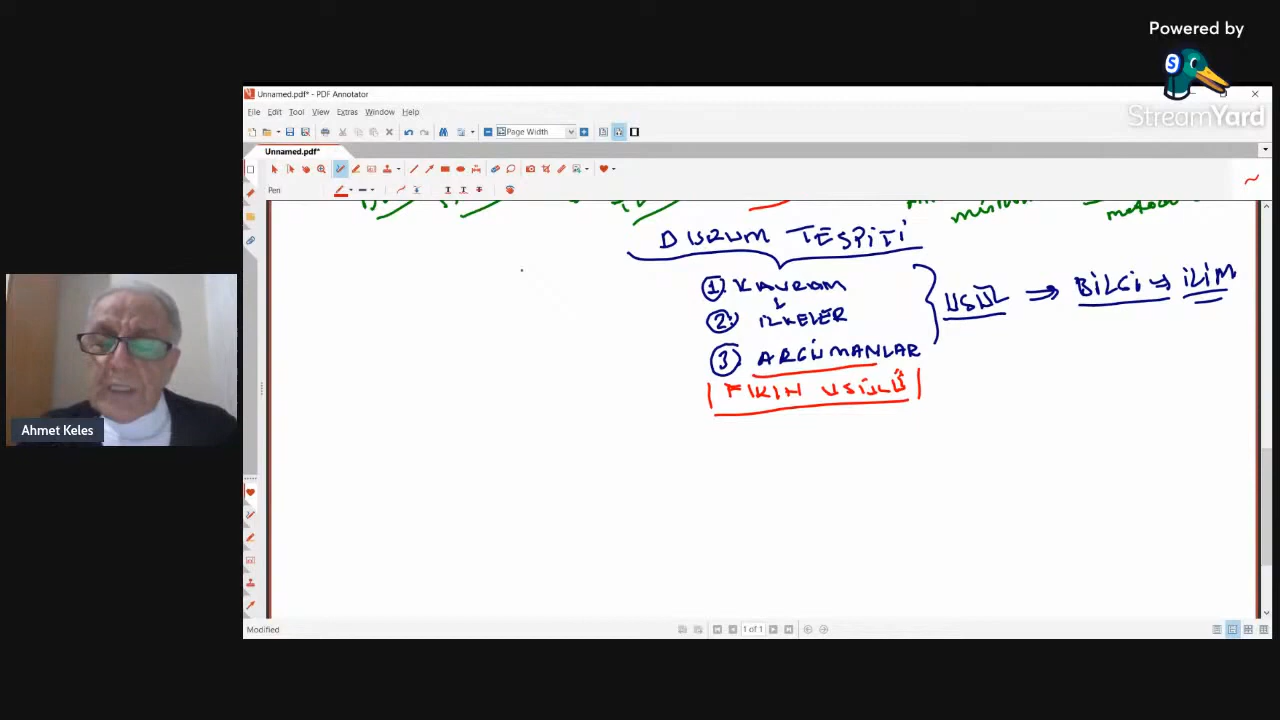 Powered by
StreamYard
Unnamed.pdf* - PDF Annotator
File Edit Tool View Extras Window Help
Page Width
Unnamed.pdf*
Pen
DURUM TESPİTİ
① KAVRAM
② İLKELER
③ ARGÜMANLAR
USÜL ⇒ BİLGİ ⇒ İLİM
FIKIH USÜLÜ
Ahmet Keles
Modified
1 of 1